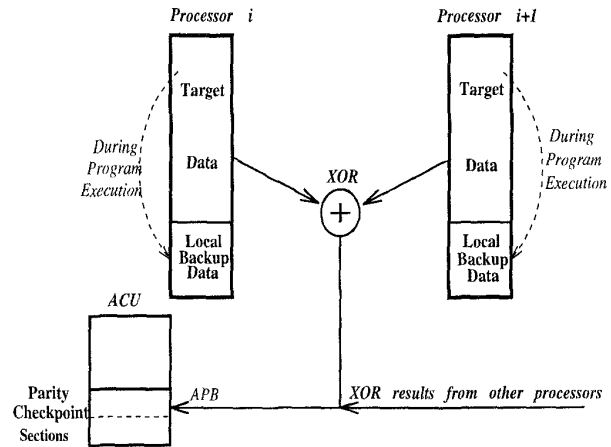 Processor i
Processor i+1
Target
Target
During
Program
Execution
During
Program
Execution
Data
Data
XOR
+
Local
Backup
Data
Local
Backup
Data
ACU
Parity
Checkpoint
Sections
APB
XOR results from other processors